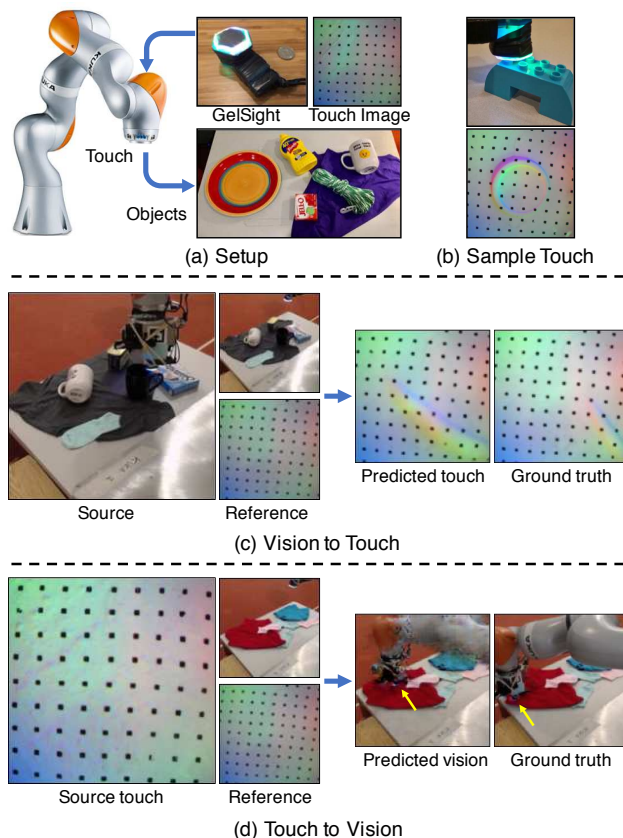 KUKA
GelSight
Touch Image
Touch
Objects
(a) Setup
(b) Sample Touch
Source
Reference
Predicted touch
Ground truth
(c) Vision to Touch
Source touch
Reference
Predicted vision
Ground truth
(d) Touch to Vision